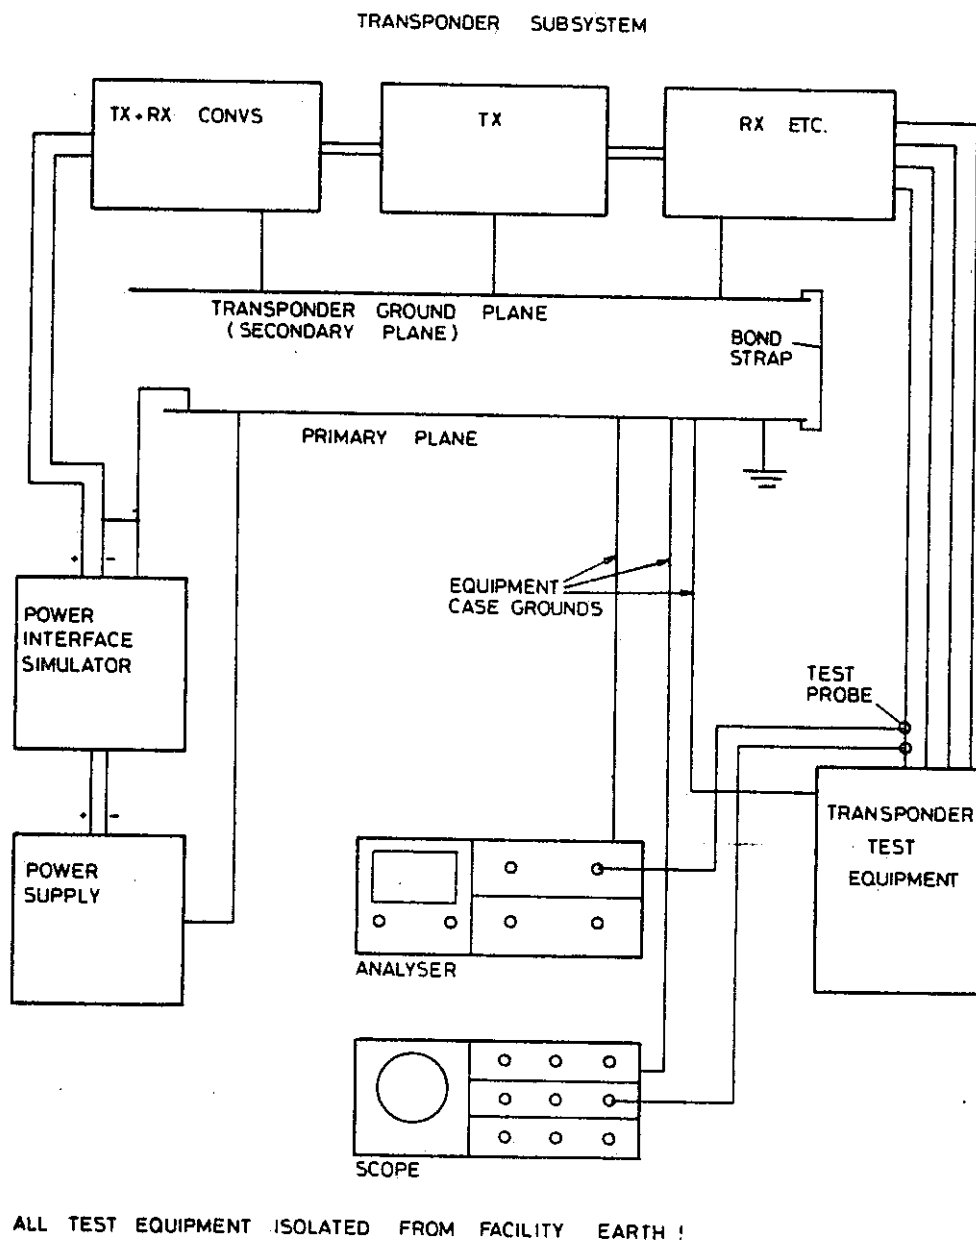 TRANSPONDER SUBSYSTEM
TX+RX CONVS
TX
RX ETC.
TRANSPONDER GROUND PLANE
(SECONDARY PLANE)
BOND
STRAP
PRIMARY PLANE
+ -
EQUIPMENT
CASE GROUNDS
POWER
INTERFACE
SIMULATOR
TEST
PROBE
+ -
POWER
SUPPLY
TRANSPONDER
TEST
EQUIPMENT
ANALYSER
SCOPE
ALL TEST EQUIPMENT ISOLATED FROM FACILITY EARTH !